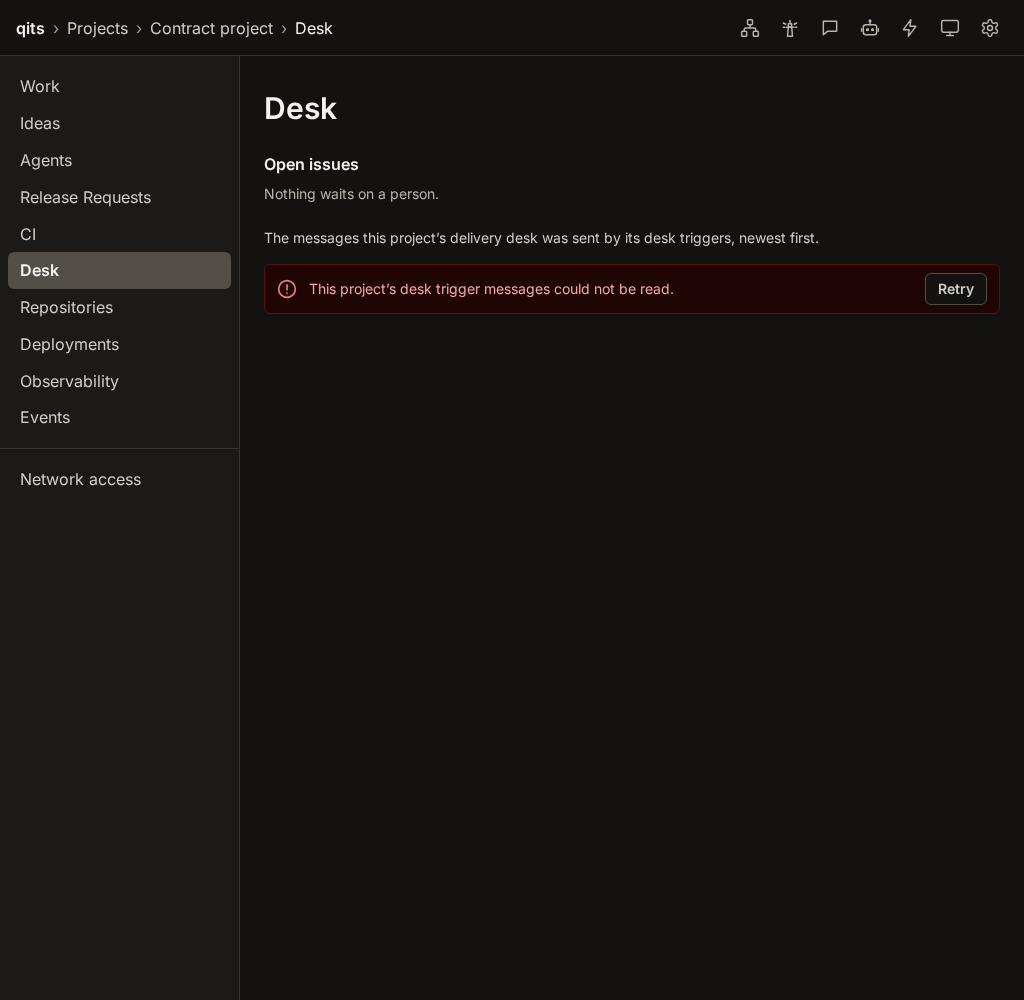 qits › Projects › Contract project › Desk
Work
Ideas
Agents
Release Requests
CI
Desk
Repositories
Deployments
Observability
Events
Network access
Desk
Open issues
Nothing waits on a person.
The messages this project’s delivery desk was sent by its desk triggers, newest first.
This project’s desk trigger messages could not be read.
Retry